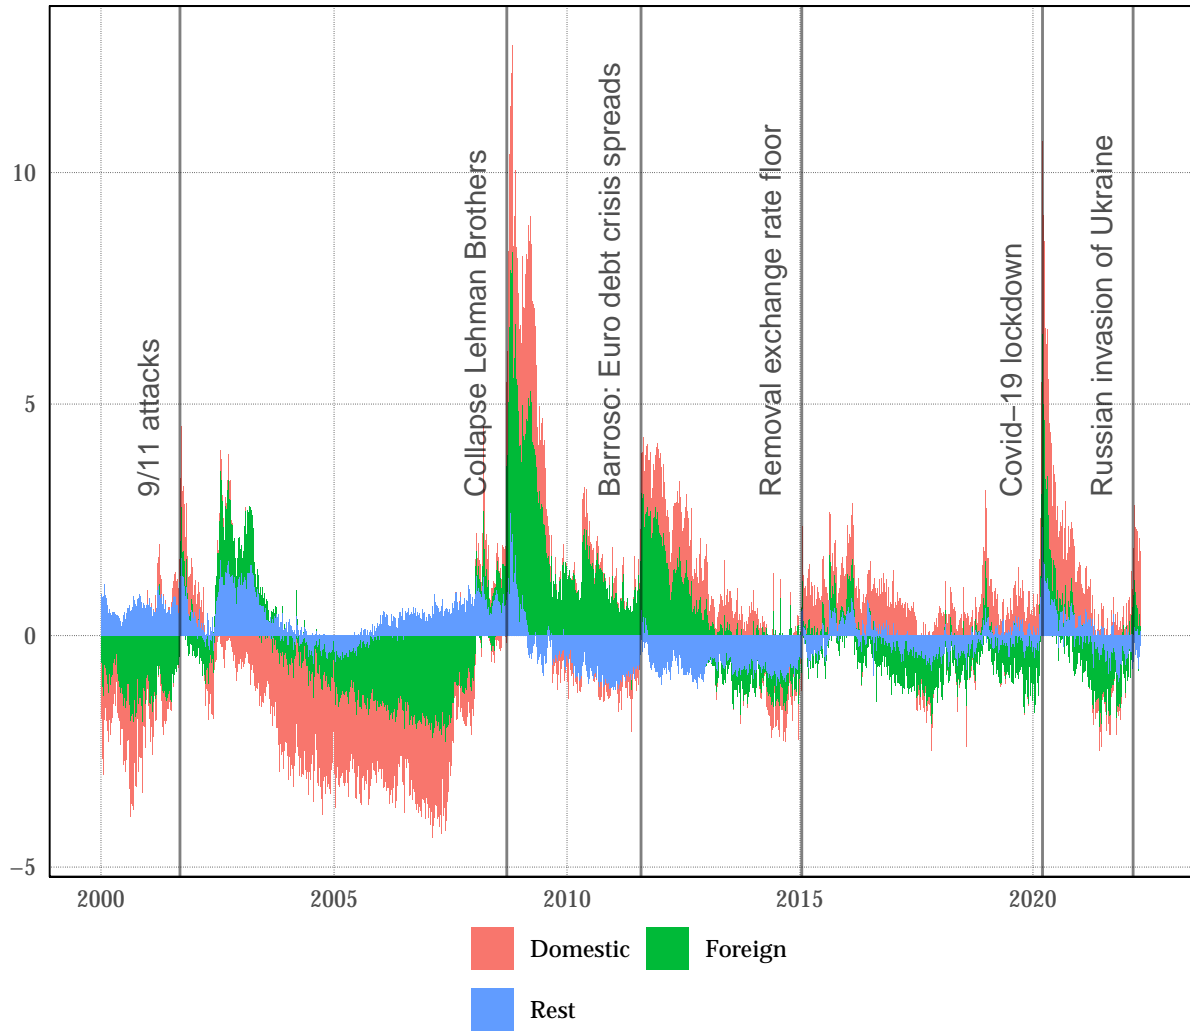 10
5
0
−5
9/11 attacks
Collapse Lehman Brothers
Barroso: Euro debt crisis spreads
Removal exchange rate floor
Covid−19 lockdown
Russian invasion of Ukraine
2000
2005
2010
2015
2020
Domestic
Foreign
Rest